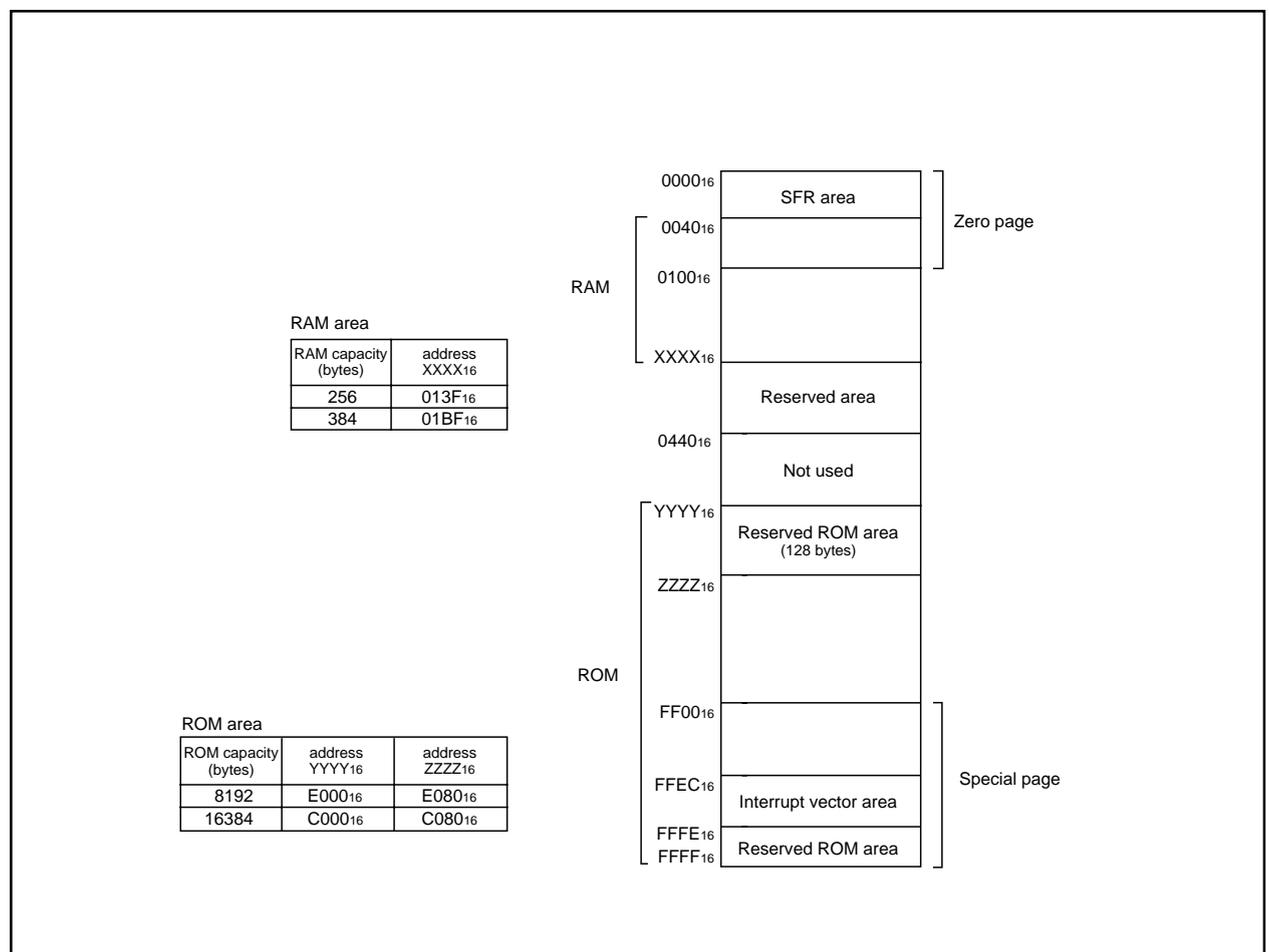 0000₁₆
SFR area
0040₁₆
Zero page
0100₁₆
RAM
RAM area
RAM capacity (bytes) address XXXX₁₆
256 013F₁₆
384 01BF₁₆
XXXX₁₆
Reserved area
0440₁₆
Not used
YYYY₁₆
Reserved ROM area
(128 bytes)
ZZZZ₁₆
ROM
FF00₁₆
ROM area
ROM capacity (bytes) address YYYY₁₆ address ZZZZ₁₆
8192 E000₁₆ E080₁₆
16384 C000₁₆ C080₁₆
FFEC₁₆
Special page
Interrupt vector area
FFFE₁₆
Reserved ROM area
FFFF₁₆